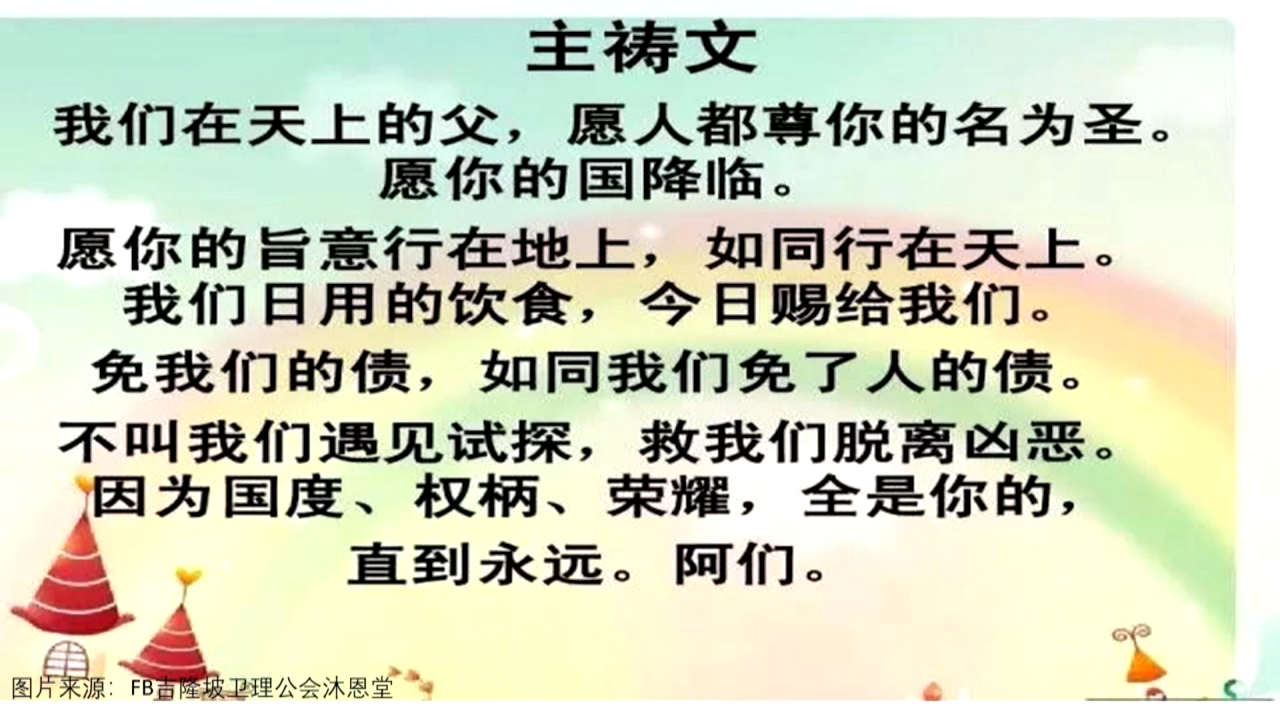 主祷文
我们在天上的父，愿人都尊你的名为圣。
愿你的国降临。
愿你的旨意行在地上，如同行在天上。
我们日用的饮食，今日赐给我们。
免我们的债，如同我们免了人的债。
不叫我们遇见试探，救我们脱离凶恶。
因为国度、权柄、荣耀，全是你的，
直到永远。阿们。
图片来源：FB吉隆坡卫理公会沐恩堂